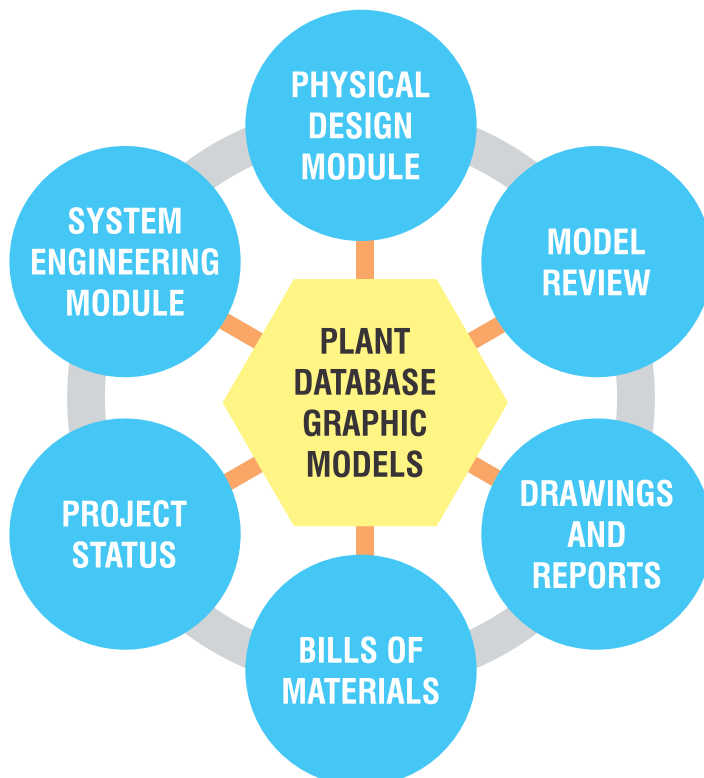 PHYSICAL
DESIGN
MODULE
SYSTEM
ENGINEERING
MODULE
MODEL
REVIEW
PLANT
DATABASE
GRAPHIC
MODELS
PROJECT
STATUS
DRAWINGS
AND
REPORTS
BILLS OF
MATERIALS